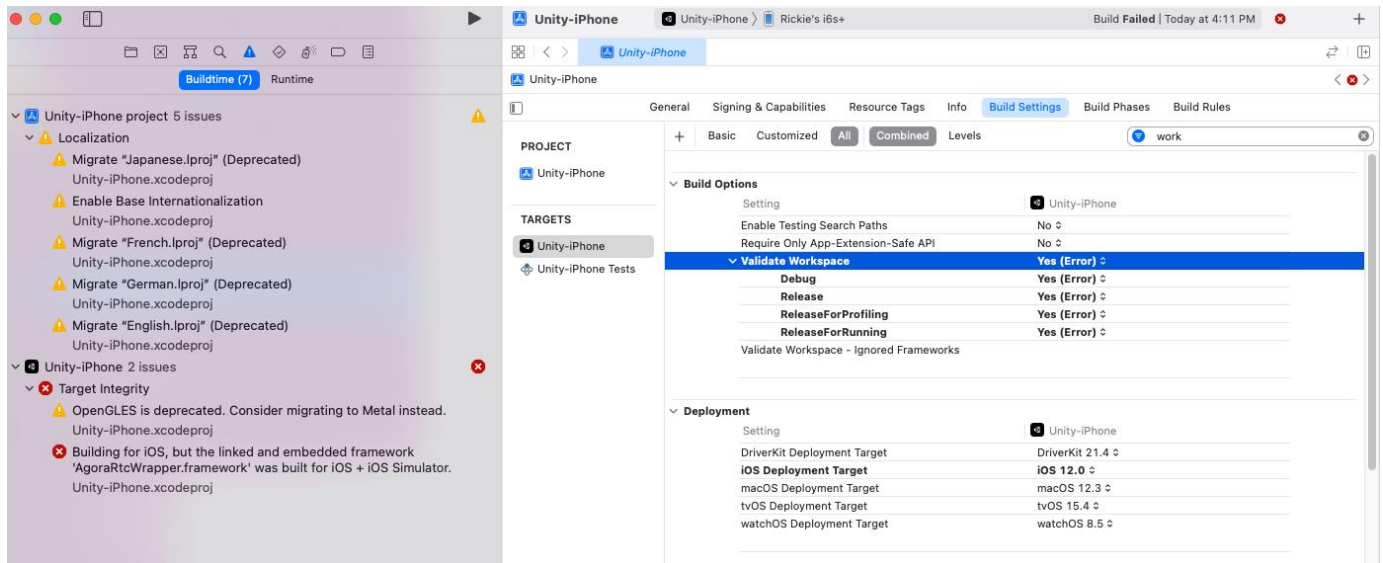 Unity-iPhone
Unity-iPhone 〉 Rickie's i6s+
Build Failed | Today at 4:11 PM
Unity-iPhone
Buildtime (7) Runtime
Unity-iPhone
General Signing & Capabilities Resource Tags Info Build Settings Build Phases Build Rules
Unity-iPhone project 5 issues
Localization
Migrate “Japanese.lproj” (Deprecated)
Unity-iPhone.xcodeproj
Enable Base Internationalization
Unity-iPhone.xcodeproj
Migrate “French.lproj” (Deprecated)
Unity-iPhone.xcodeproj
Migrate “German.lproj” (Deprecated)
Unity-iPhone.xcodeproj
Migrate “English.lproj” (Deprecated)
Unity-iPhone.xcodeproj
Unity-iPhone 2 issues
Target Integrity
OpenGLES is deprecated. Consider migrating to Metal instead.
Unity-iPhone.xcodeproj
Building for iOS, but the linked and embedded framework
'AgoraRtcWrapper.framework' was built for iOS + iOS Simulator.
Unity-iPhone.xcodeproj
PROJECT
Unity-iPhone
TARGETS
Unity-iPhone
Unity-iPhone Tests
+ Basic Customized All Combined Levels work
Build Options
Setting Unity-iPhone
Enable Testing Search Paths No
Require Only App-Extension-Safe API No
Validate Workspace Yes (Error)
Debug Yes (Error)
Release Yes (Error)
ReleaseForProfiling Yes (Error)
ReleaseForRunning Yes (Error)
Validate Workspace - Ignored Frameworks
Deployment
Setting Unity-iPhone
DriverKit Deployment Target DriverKit 21.4
iOS Deployment Target iOS 12.0
macOS Deployment Target macOS 12.3
tvOS Deployment Target tvOS 15.4
watchOS Deployment Target watchOS 8.5